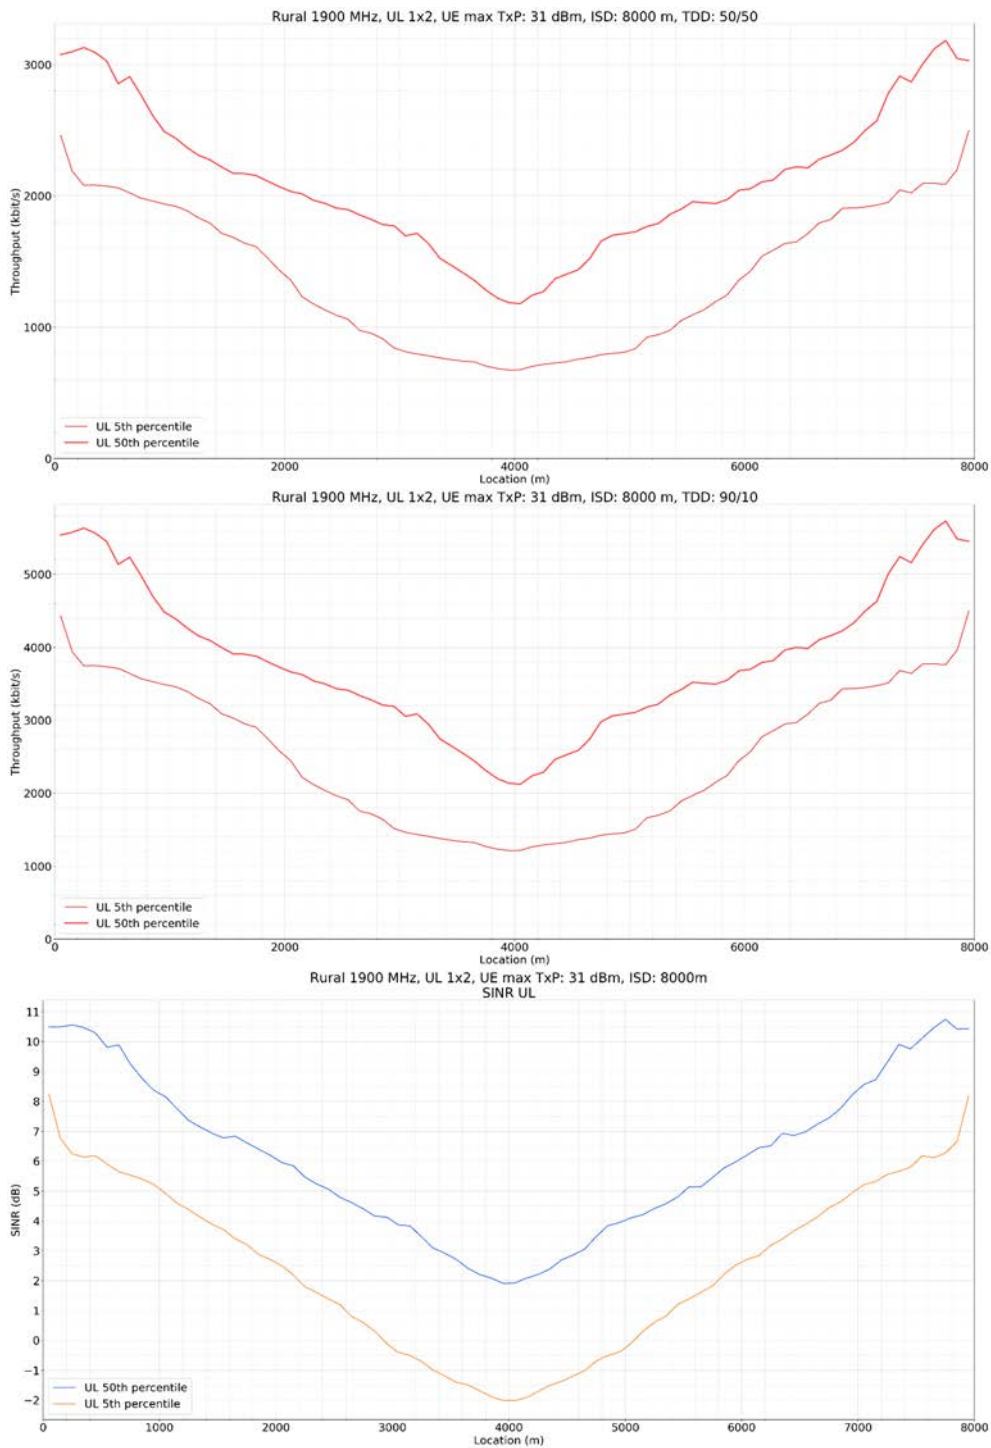 Rural 1900 MHz, UL 1x2, UE max TxP: 31 dBm, ISD: 8000 m, TDD: 50/50
3000
2000
1000
0
Throughput (kbit/s)
UL 5th percentile
UL 50th percentile
0 2000 4000 6000 8000
Location (m)
Rural 1900 MHz, UL 1x2, UE max TxP: 31 dBm, ISD: 8000 m, TDD: 90/10
5000
4000
3000
2000
1000
0
Throughput (kbit/s)
UL 5th percentile
UL 50th percentile
0 2000 4000 6000 8000
Location (m)
Rural 1900 MHz, UL 1x2, UE max TxP: 31 dBm, ISD: 8000m
SINR UL
11
10
9
8
7
6
5
4
3
2
1
0
−1
−2
SINR (dB)
UL 50th percentile
UL 5th percentile
0 1000 2000 3000 4000 5000 6000 7000 8000
Location (m)